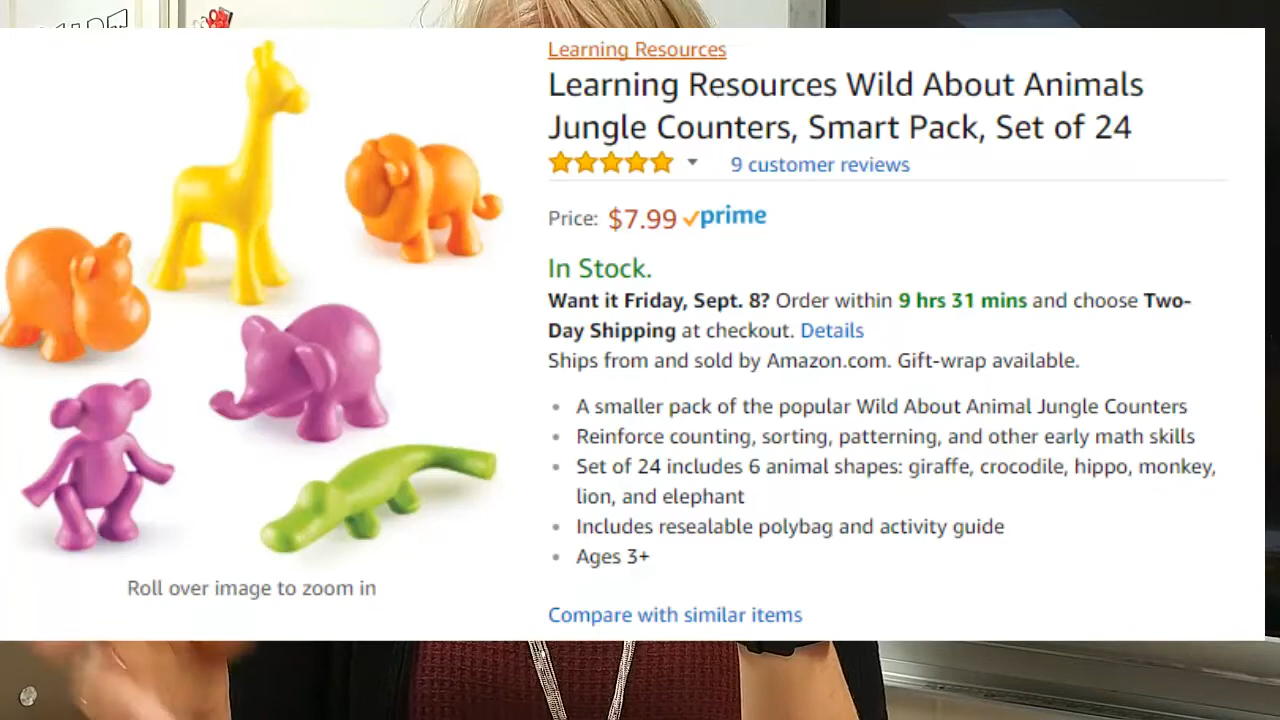 Learning Resources
Learning Resources Wild About Animals
Jungle Counters, Smart Pack, Set of 24
9 customer reviews
Price: $7.99 prime
In Stock.
Want it Friday, Sept. 8? Order within 9 hrs 31 mins and choose Two-
Day Shipping at checkout. Details
Ships from and sold by Amazon.com. Gift-wrap available.
• A smaller pack of the popular Wild About Animal Jungle Counters
• Reinforce counting, sorting, patterning, and other early math skills
• Set of 24 includes 6 animal shapes: giraffe, crocodile, hippo, monkey,
lion, and elephant
• Includes resealable polybag and activity guide
• Ages 3+
Roll over image to zoom in
Compare with similar items